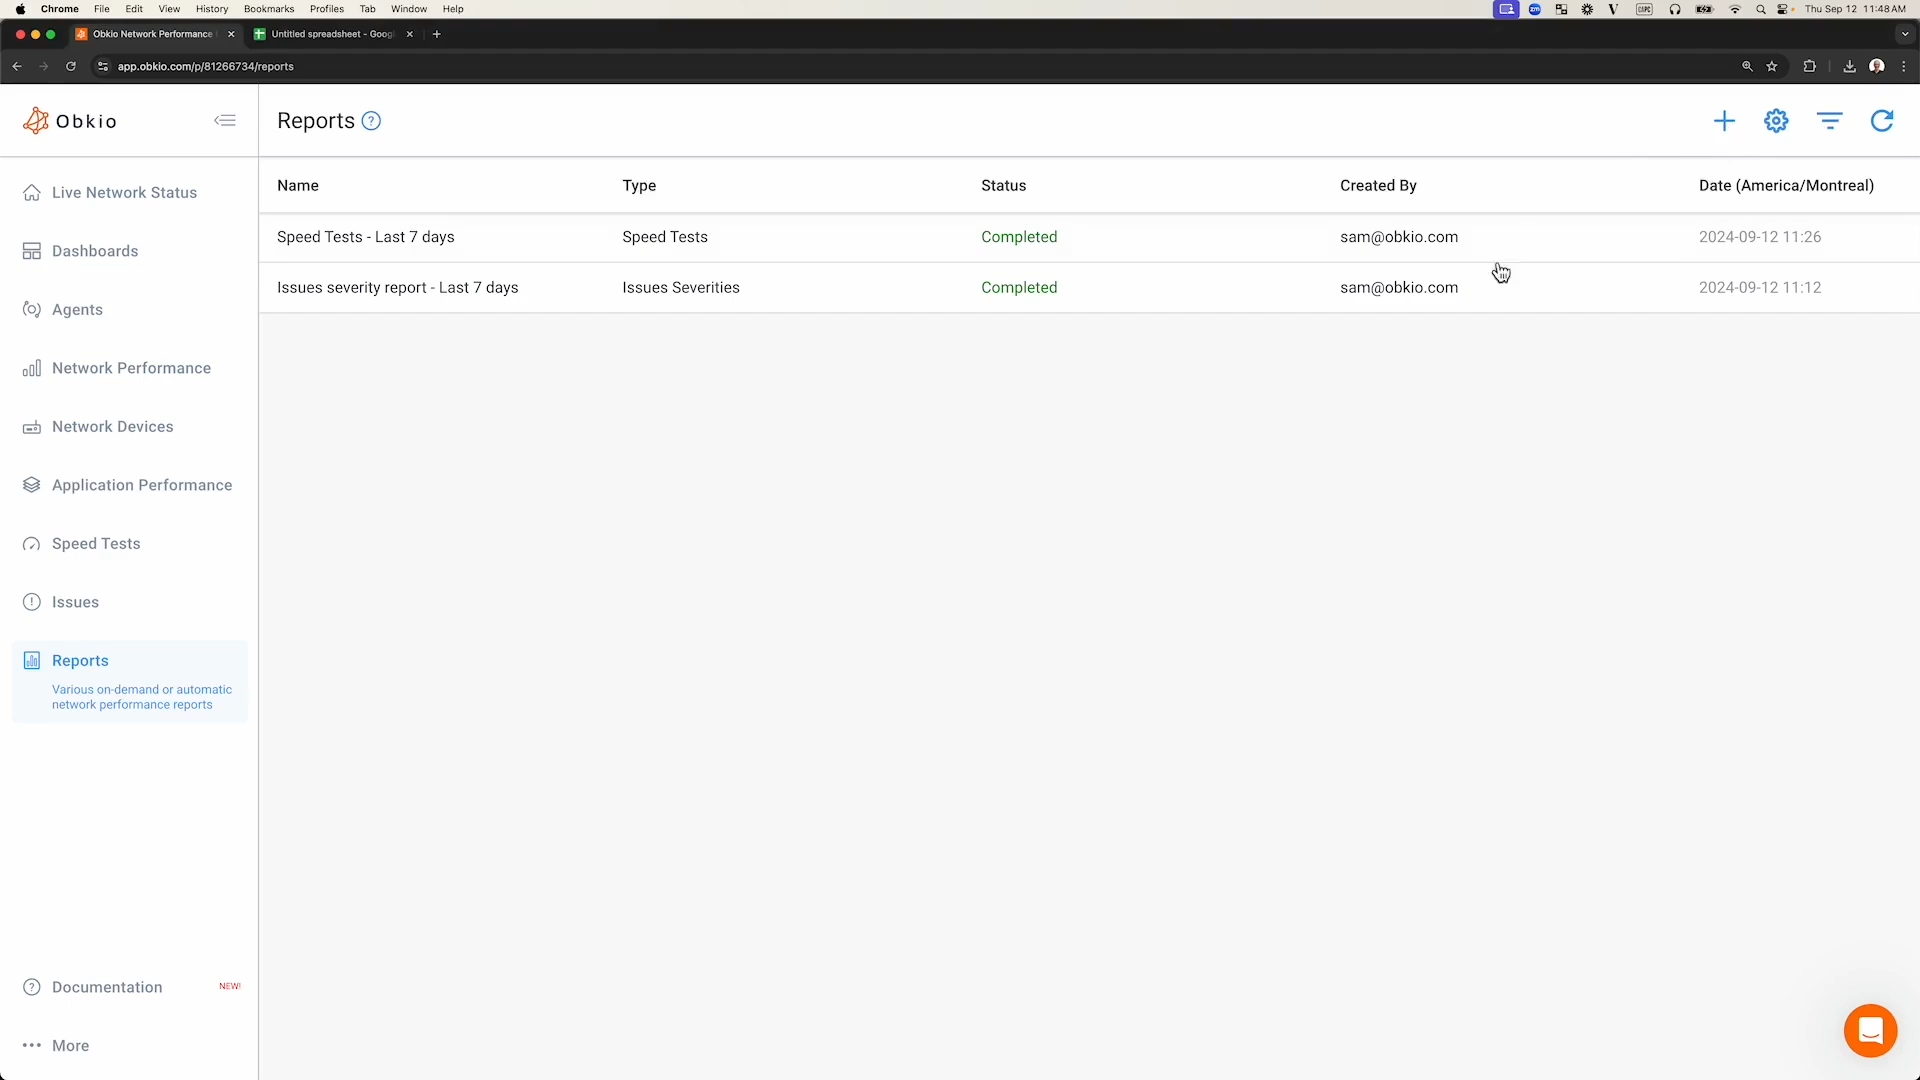 Chrome File Edit View History Bookmarks Profiles Tab Window Help
zm V CAPC Thu Sep 12 11:48 AM
Obkio Network Performance
Untitled spreadsheet - Goog
app.obkio.com/p/81266734/reports
Obkio
Reports ?
Live Network Status
Dashboards
Agents
Network Performance
Network Devices
Application Performance
Speed Tests
Issues
Reports
Various on-demand or automatic
network performance reports
Documentation NEW!
More
Name Type Status Created By Date (America/Montreal)
Speed Tests - Last 7 days Speed Tests Completed sam@obkio.com 2024-09-12 11:26
Issues severity report - Last 7 days Issues Severities Completed sam@obkio.com 2024-09-12 11:12